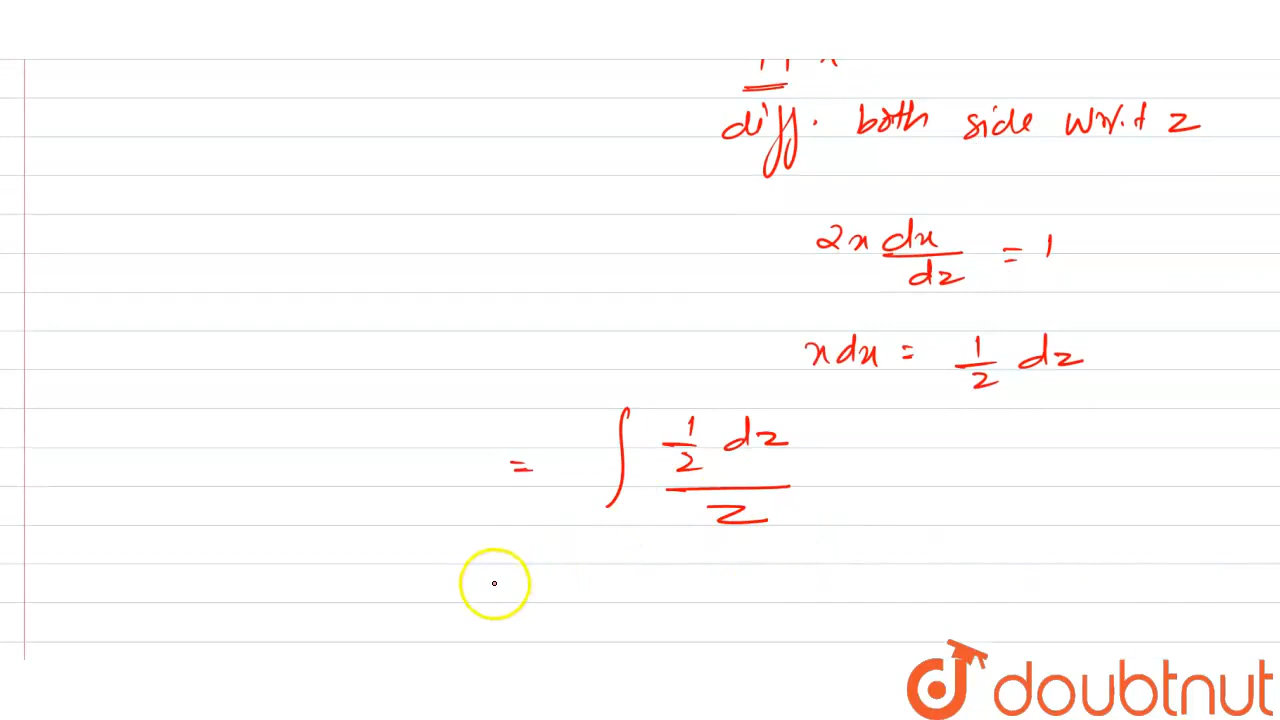 diff. both side w.r.t z
2x dx/dz = 1
x dx = 1/2 dz
= ∫ 1/2 dz / z
doubtnut